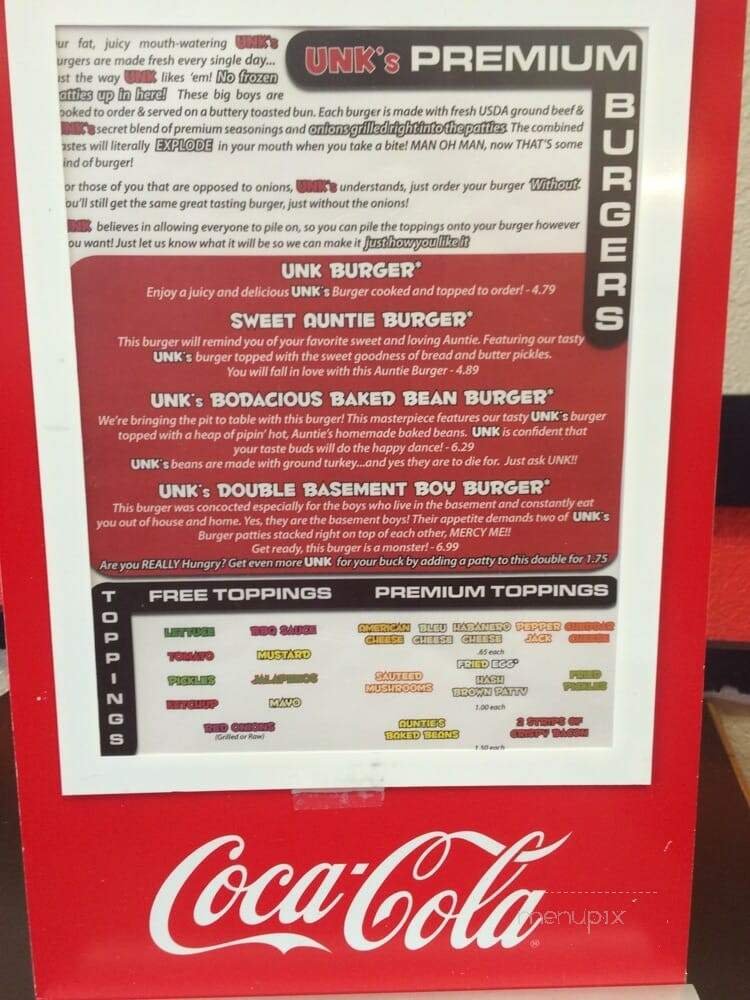 UNK's PREMIUM
BURGERS
ur fat, juicy mouth-watering UNK's
urgers are made fresh every single day...
ust the way UNK likes 'em! No frozen
atties up in here! These big boys are
ooked to order & served on a buttery toasted bun. Each burger is made with fresh USDA ground beef &
UNK's secret blend of premium seasonings and onions grilled right into the patties. The combined
astes will literally EXPLODE in your mouth when you take a bite! MAN OH MAN, now THAT'S some
ind of burger!
or those of you that are opposed to onions, UNK's understands, just order your burger Without.
ou'll still get the same great tasting burger, just without the onions!
UNK believes in allowing everyone to pile on, so you can pile the toppings onto your burger however
ou want! Just let us know what it will be so we can make it just how you like it
UNK BURGER*
Enjoy a juicy and delicious UNK's Burger cooked and topped to order! - 4.79
SWEET AUNTIE BURGER*
This burger will remind you of your favorite sweet and loving Auntie. Featuring our tasty
UNK's burger topped with the sweet goodness of bread and butter pickles.
You will fall in love with this Auntie Burger - 4.89
UNK's BODACIOUS BAKED BEAN BURGER*
We're bringing the pit to table with this burger! This masterpiece features our tasty UNK's burger
topped with a heap of pipin' hot, Auntie's homemade baked beans. UNK is confident that
your taste buds will do the happy dance! - 6.29
UNK's beans are made with ground turkey...and yes they are to die for. Just ask UNK!!
UNK's DOUBLE BASEMENT BOY BURGER*
This burger was concocted especially for the boys who live in the basement and constantly eat
you out of house and home. Yes, they are the basement boys! Their appetite demands two of UNK's
Burger patties stacked right on top of each other, MERCY ME!!
Get ready, this burger is a monster! - 6.99
Are you REALLY Hungry? Get even more UNK for your buck by adding a patty to this double for 1.75
TOPPINGS
FREE TOPPINGS
LETTUCE BBQ SAUCE
TOMATO MUSTARD
PICKLES JALAPENOS
KETCHUP MAYO
RED ONIONS
(Grilled or Raw)
PREMIUM TOPPINGS
AMERICAN BLEU HABANERO PEPPER CHEDDAR
CHEESE CHEESE CHEESE JACK CHEESE
.65 each
FRIED EGG*
SAUTEED HASH FRIED
MUSHROOMS BROWN PATTY PICKLES
1.00 each
AUNTIE'S 2 STRIPS OF
BAKED BEANS CRISPY BACON
1.50 each
Coca-Cola
®
menupix